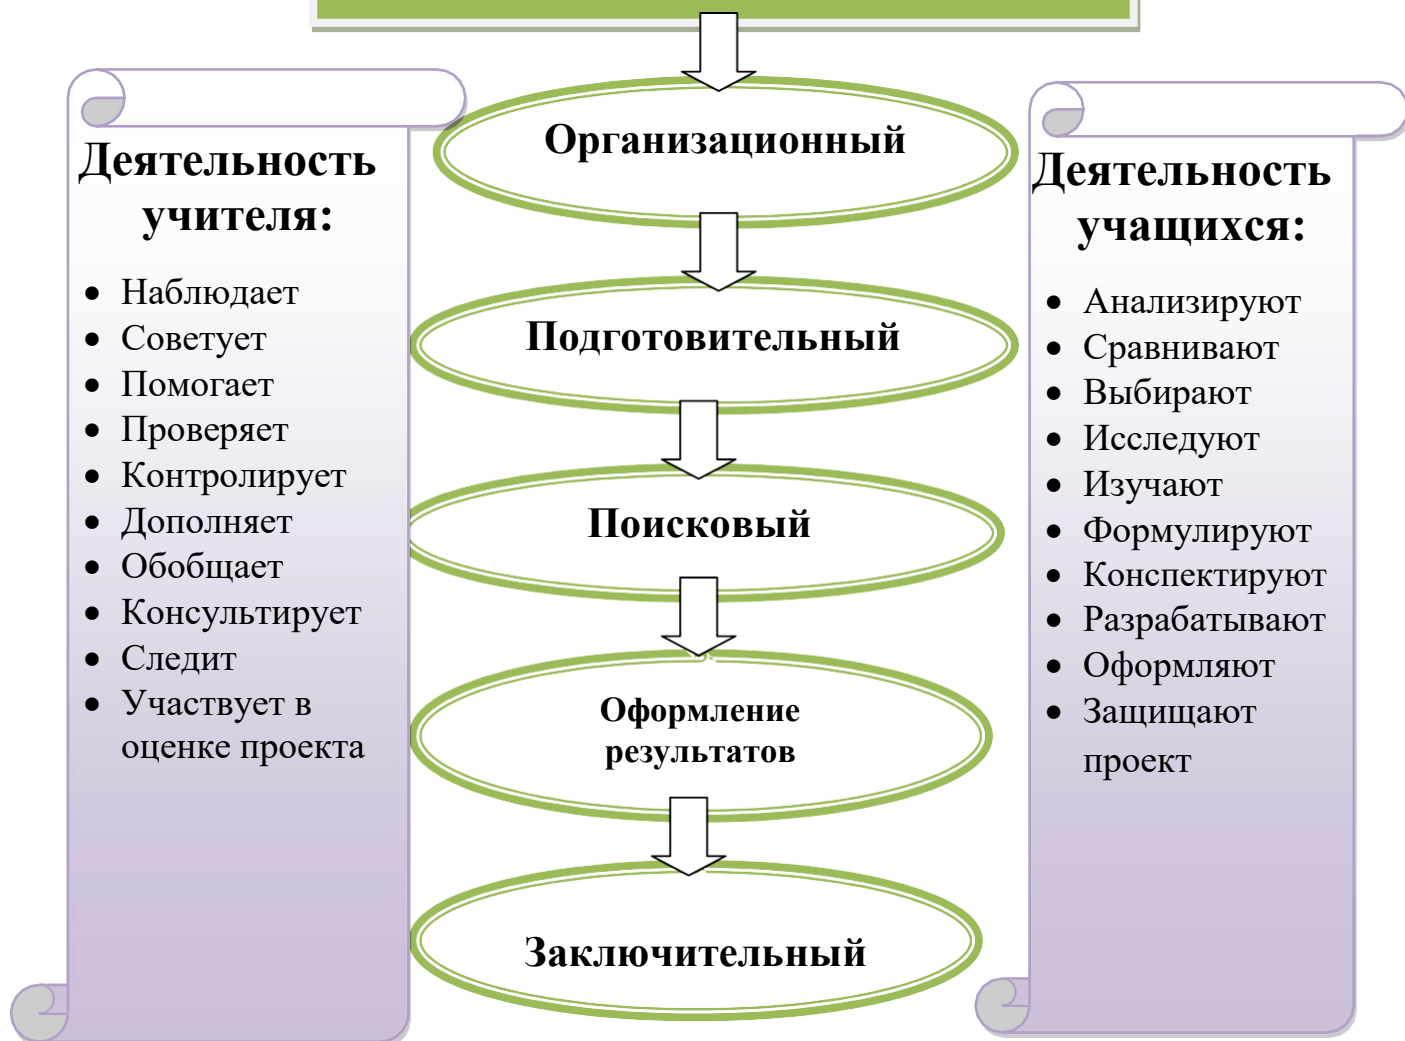 Деятельность
учителя:
• Наблюдает
• Советует
• Помогает
• Проверяет
• Контролирует
• Дополняет
• Обобщает
• Консультирует
• Следит
• Участвует в
оценке проекта
Организационный
Подготовительный
Поисковый
Оформление
результатов
Заключительный
Деятельность
учащихся:
• Анализируют
• Сравнивают
• Выбирают
• Исследуют
• Изучают
• Формулируют
• Конспектируют
• Разрабатывают
• Оформляют
• Защищают
проект